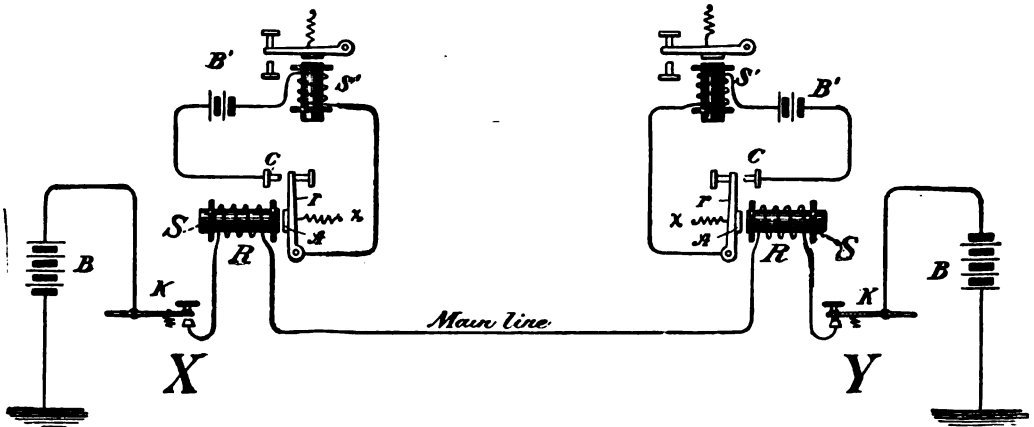 B' S' S' B'
C C
r r
S x x S
A A
R R
B K K B
Main line
X Y